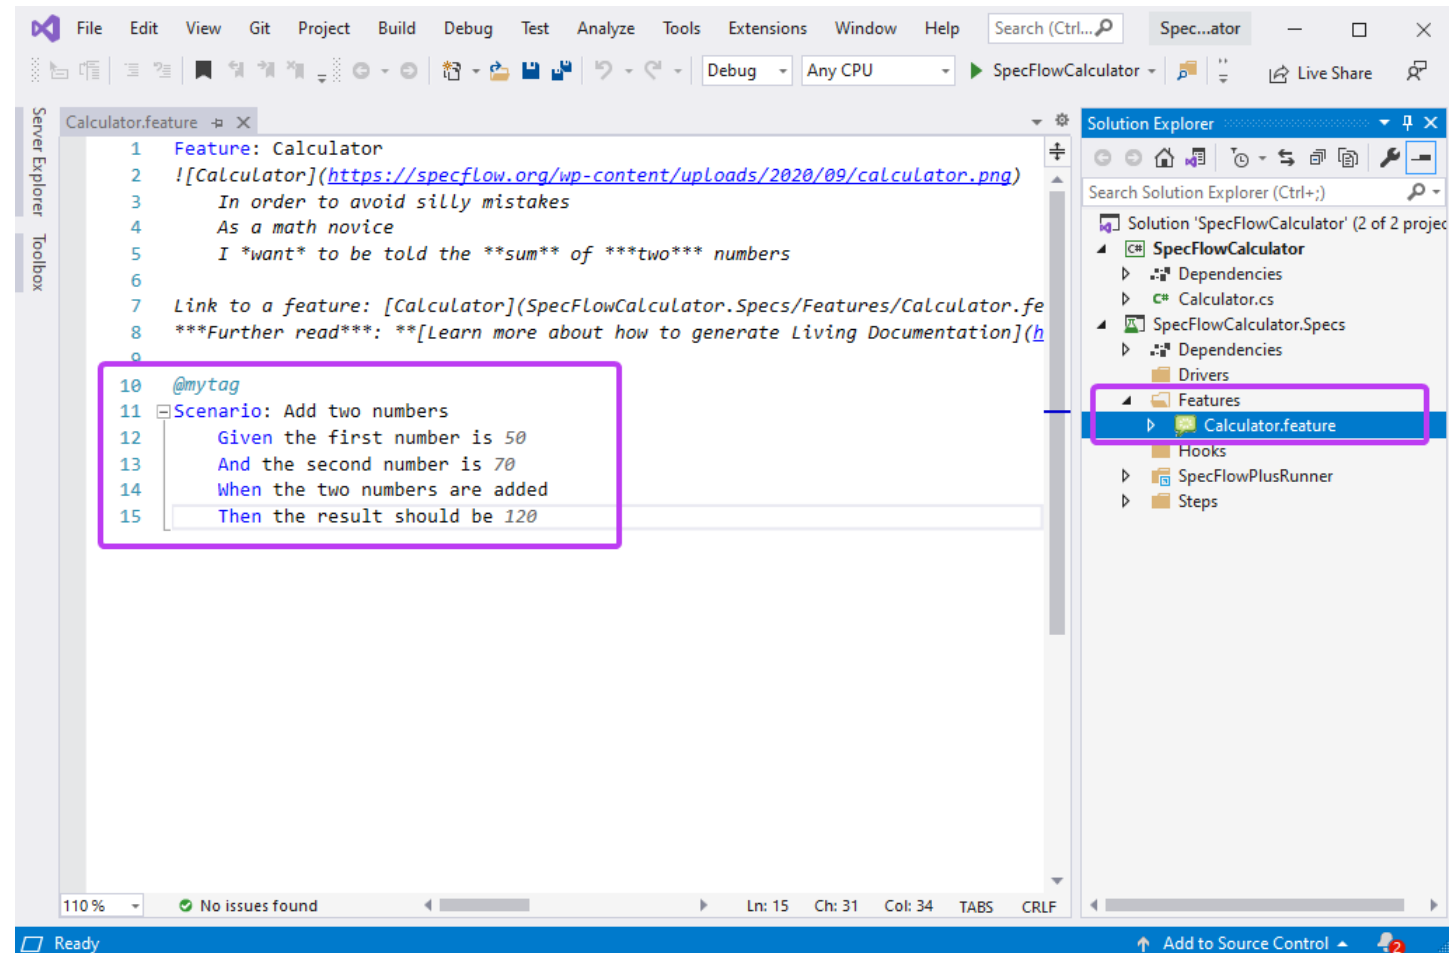 File Edit View Git Project Build Debug Test Analyze Tools Extensions Window Help Search (Ctrl... Spec...ator
Debug Any CPU SpecFlowCalculator Live Share
Server Explorer
Toolbox
Calculator.feature
1 Feature: Calculator
2 ![Calculator](https://specflow.org/wp-content/uploads/2020/09/calculator.png)
3 In order to avoid silly mistakes
4 As a math novice
5 I *want* to be told the **sum** of ***two*** numbers
6
7 Link to a feature: [Calculator](SpecFlowCalculator.Specs/Features/Calculator.fe
8 ***Further read***: **[Learn more about how to generate Living Documentation](h
9
10 @mytag
11 Scenario: Add two numbers
12 Given the first number is 50
13 And the second number is 70
14 When the two numbers are added
15 Then the result should be 120
110 % No issues found Ln: 15 Ch: 31 Col: 34 TABS CRLF
Solution Explorer
Search Solution Explorer (Ctrl+;)
Solution 'SpecFlowCalculator' (2 of 2 projec
C# SpecFlowCalculator
Dependencies
C# Calculator.cs
SpecFlowCalculator.Specs
Dependencies
Drivers
Features
Calculator.feature
Hooks
SpecFlowPlusRunner
Steps
Ready Add to Source Control 2